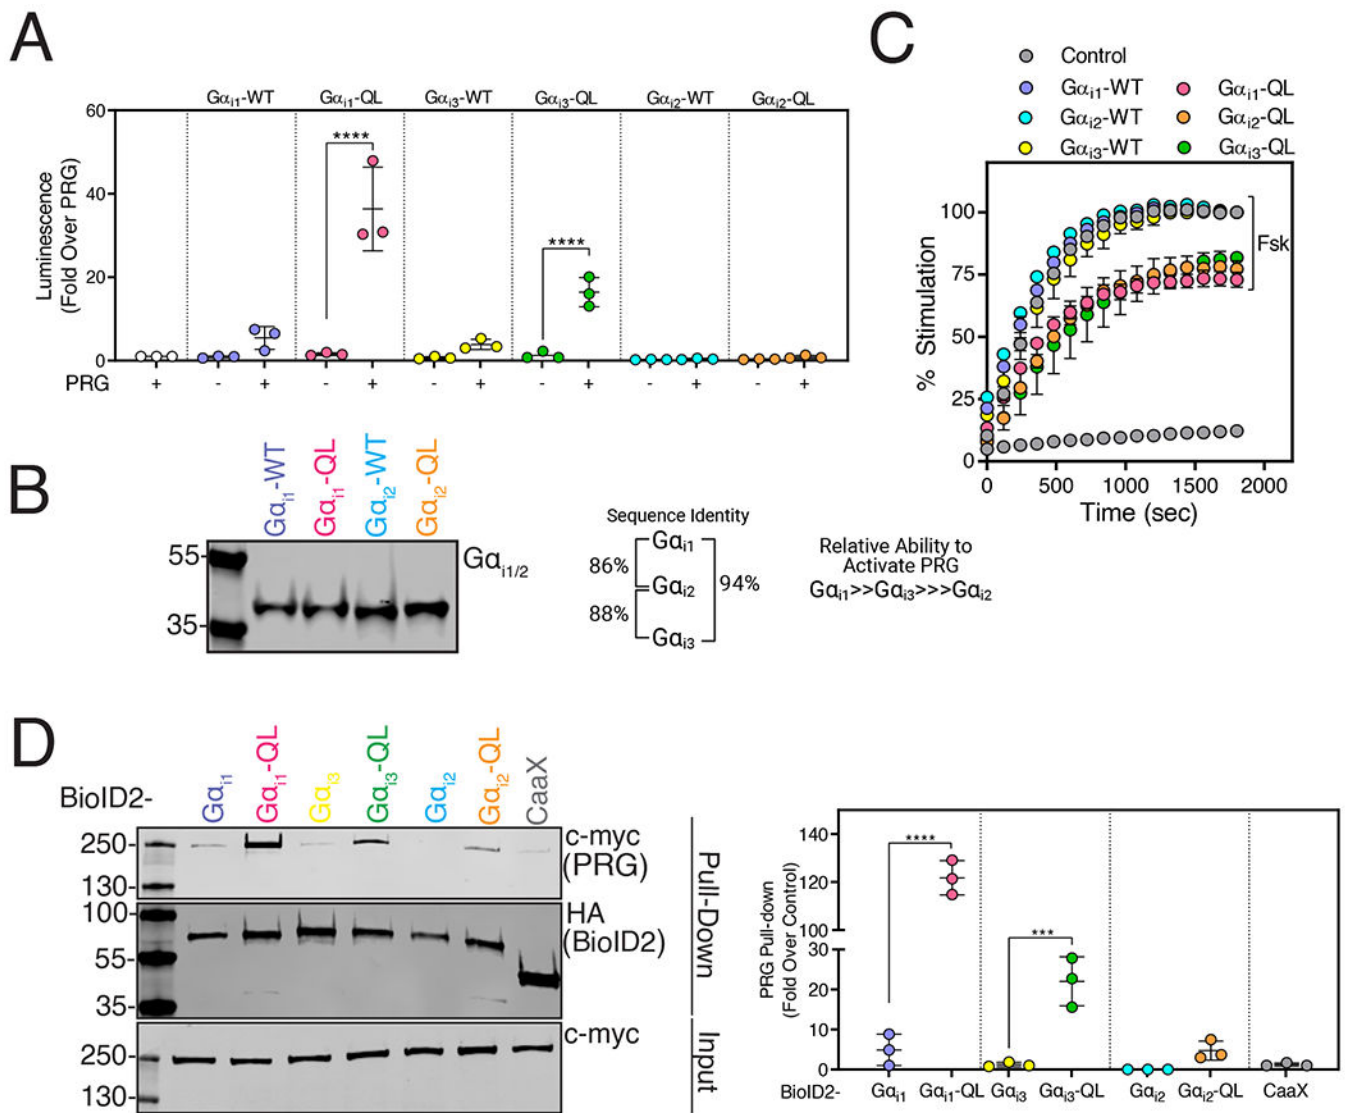 A
Gαi1-WT Gαi1-QL Gαi3-WT Gαi3-QL Gαi2-WT Gαi2-QL
60
40
20
0
Luminescence
(Fold Over PRG)
**** ****
PRG + - + - + - + - + - + - +
C
Control
Gαi1-WT Gαi1-QL
Gαi2-WT Gαi2-QL
Gαi3-WT Gαi3-QL
100
75
50
25
0
% Stimulation
Fsk
0 500 1000 1500 2000
Time (sec)
B
Gαi1-WT Gαi1-QL Gαi2-WT Gαi2-QL
55-
35-
Gαi1/2
Sequence Identity
Gαi1
86%
Gαi2
94%
88%
Gαi3
Relative Ability to
Activate PRG
Gαi1>>Gαi3>>>Gαi2
D
BioID2- Gαi1 Gαi1-QL Gαi3 Gαi3-QL Gαi2 Gαi2-QL CaaX
250-
130-
c-myc
(PRG)
100-
55-
35-
HA
(BioID2)
Pull-Down
250-
130-
c-myc
Input
140
120
100
30
20
10
0
PRG Pull-down
(Fold Over Control)
**** ***
BioID2- Gαi1 Gαi1-QL Gαi3 Gαi3-QL Gαi2 Gαi2-QL CaaX